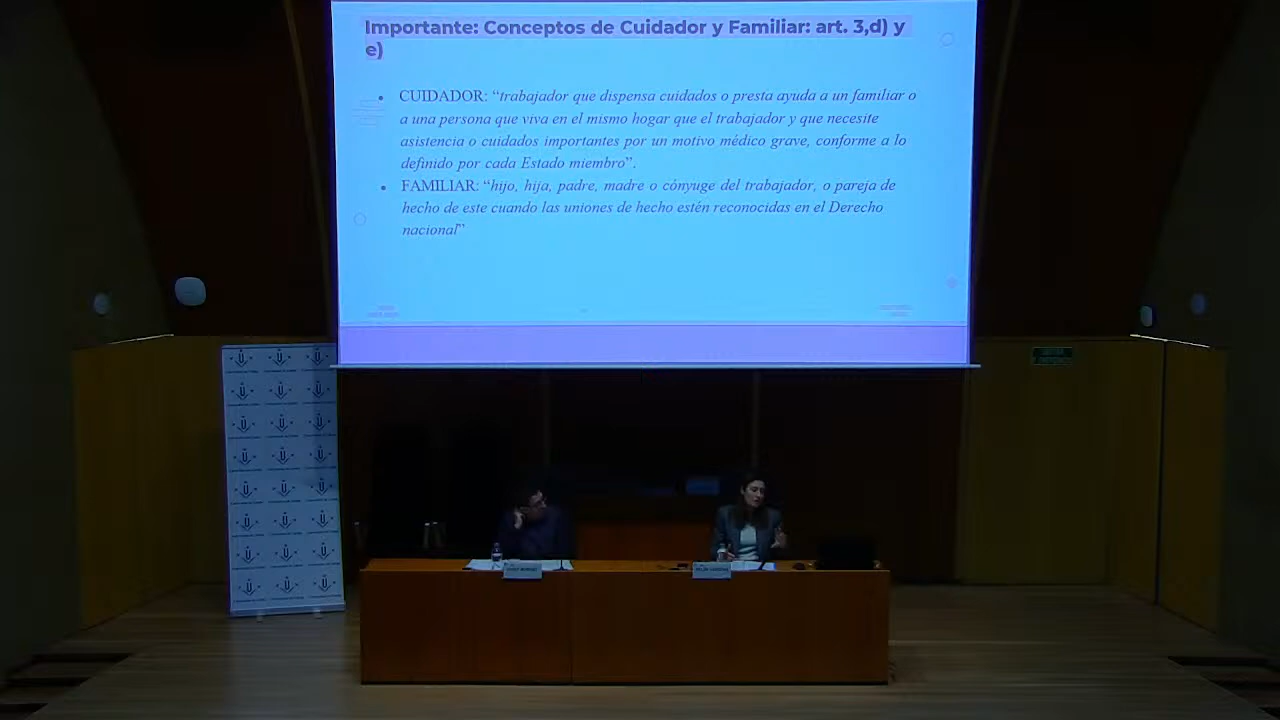 Importante: Conceptos de Cuidador y Familiar: art. 3,d) y
e)
• CUIDADOR: “trabajador que dispensa cuidados o presta ayuda a un familiar o
a una persona que viva en el mismo hogar que el trabajador y que necesite
asistencia o cuidados importantes por un motivo médico grave, conforme a lo
definido por cada Estado miembro”.
• FAMILIAR: “hijo, hija, padre, madre o cónyuge del trabajador, o pareja de
hecho de este cuando las uniones de hecho estén reconocidas en el Derecho
nacional”